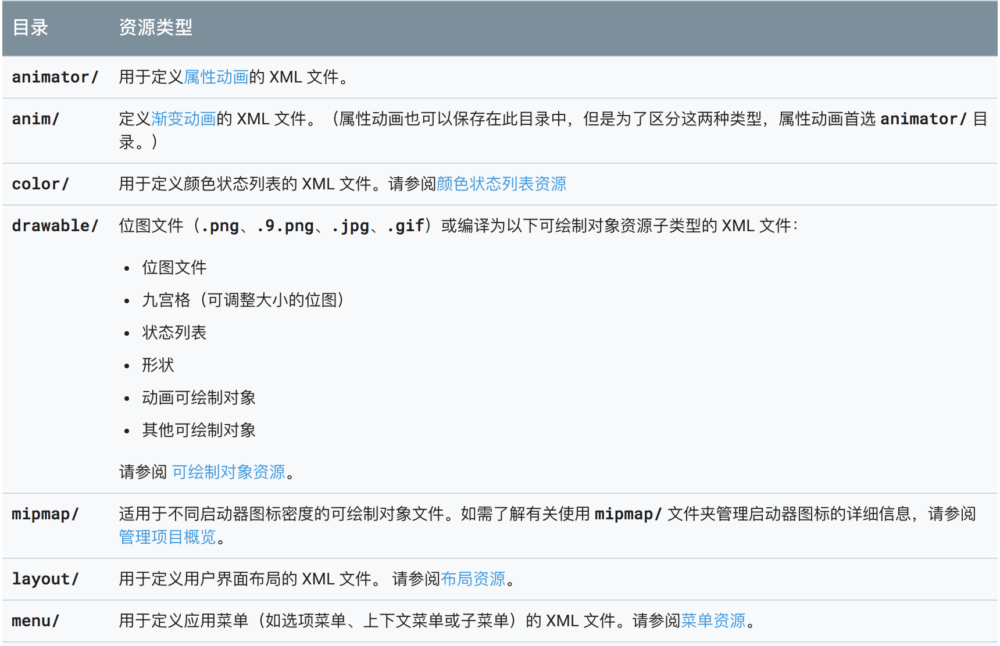 目录 资源类型
animator/ 用于定义属性动画的 XML 文件。
anim/ 定义渐变动画的 XML 文件。（属性动画也可以保存在此目录中，但是为了区分这两种类型，属性动画首选 animator/ 目
录。）
color/ 用于定义颜色状态列表的 XML 文件。请参阅颜色状态列表资源
drawable/ 位图文件（.png、.9.png、.jpg、.gif）或编译为以下可绘制对象资源子类型的 XML 文件：
• 位图文件
• 九宫格（可调整大小的位图）
• 状态列表
• 形状
• 动画可绘制对象
• 其他可绘制对象
请参阅 可绘制对象资源。
mipmap/ 适用于不同启动器图标密度的可绘制对象文件。如需了解有关使用 mipmap/ 文件夹管理启动器图标的详细信息，请参阅
管理项目概览。
layout/ 用于定义用户界面布局的 XML 文件。 请参阅布局资源。
menu/ 用于定义应用菜单（如选项菜单、上下文菜单或子菜单）的 XML 文件。请参阅菜单资源。